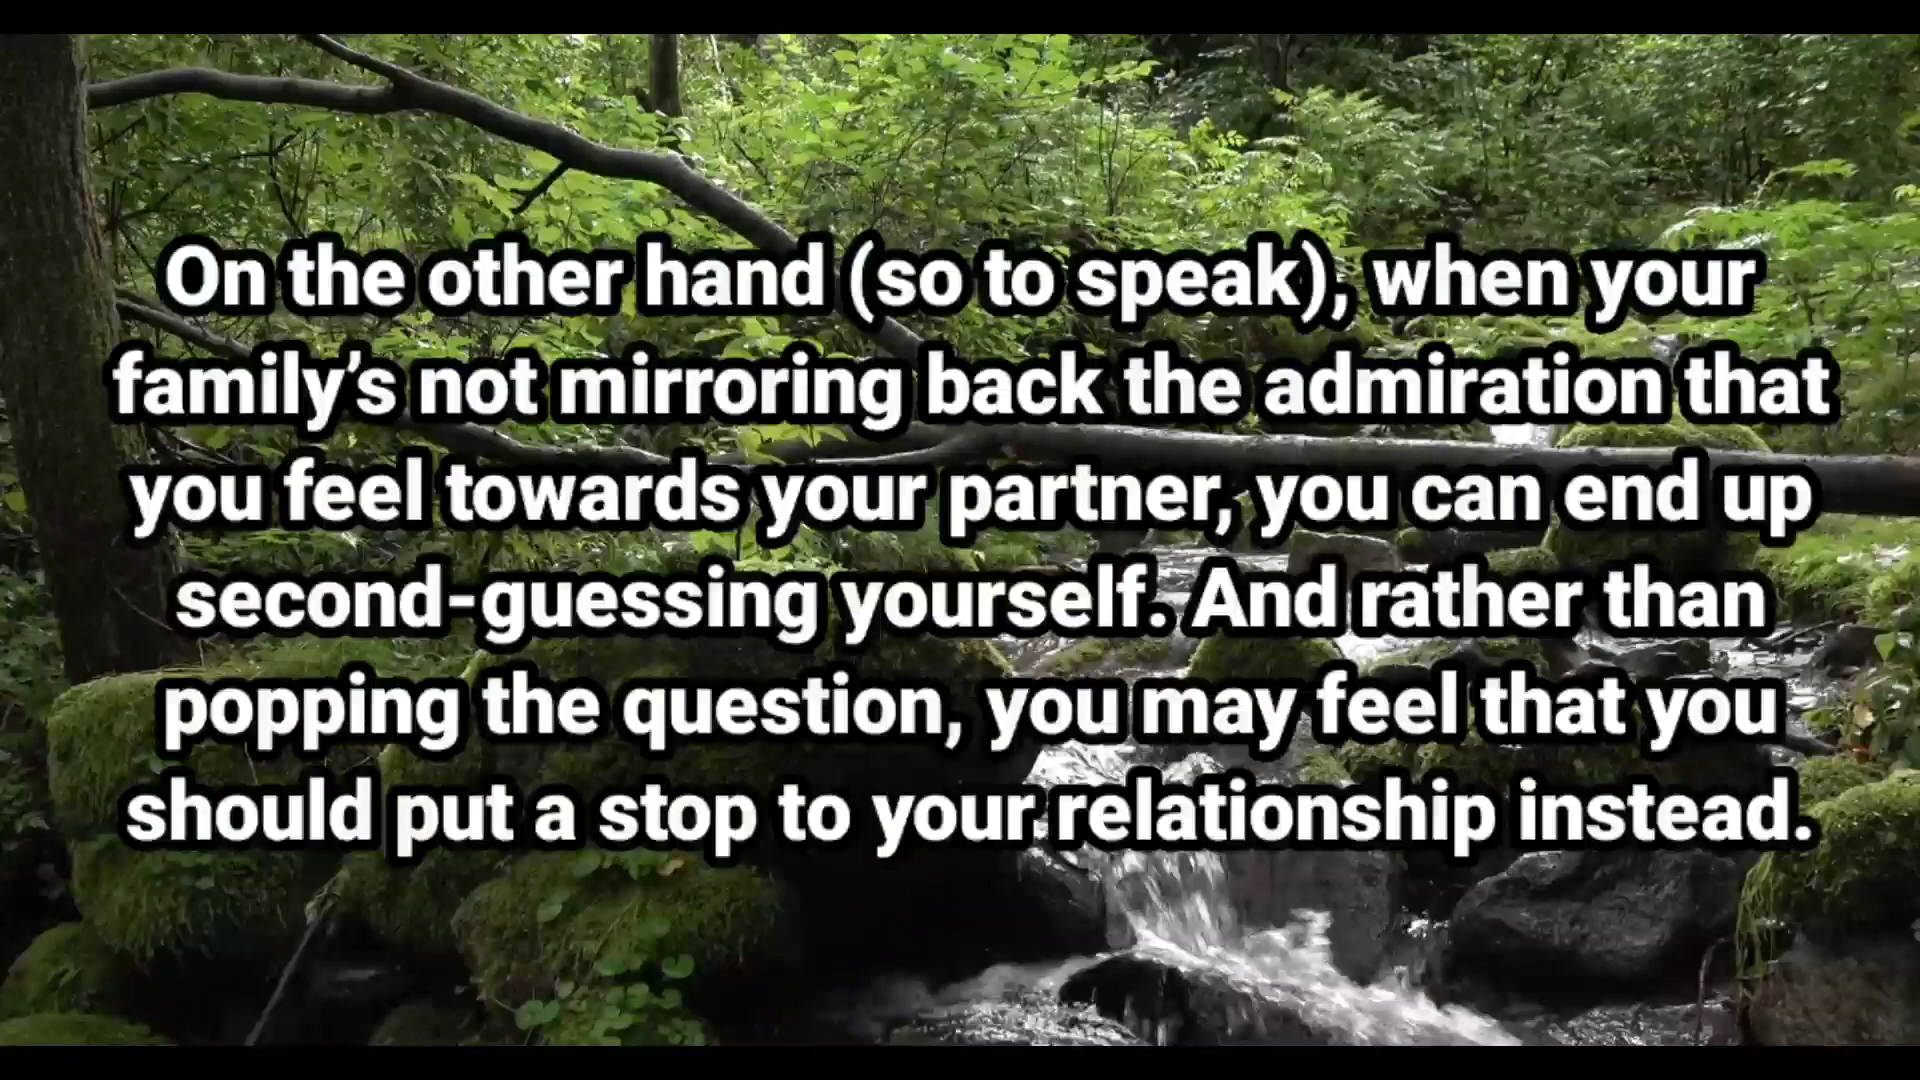 On the other hand (so to speak), when your
family’s not mirroring back the admiration that
you feel towards your partner, you can end up
second-guessing yourself. And rather than
popping the question, you may feel that you
should put a stop to your relationship instead.